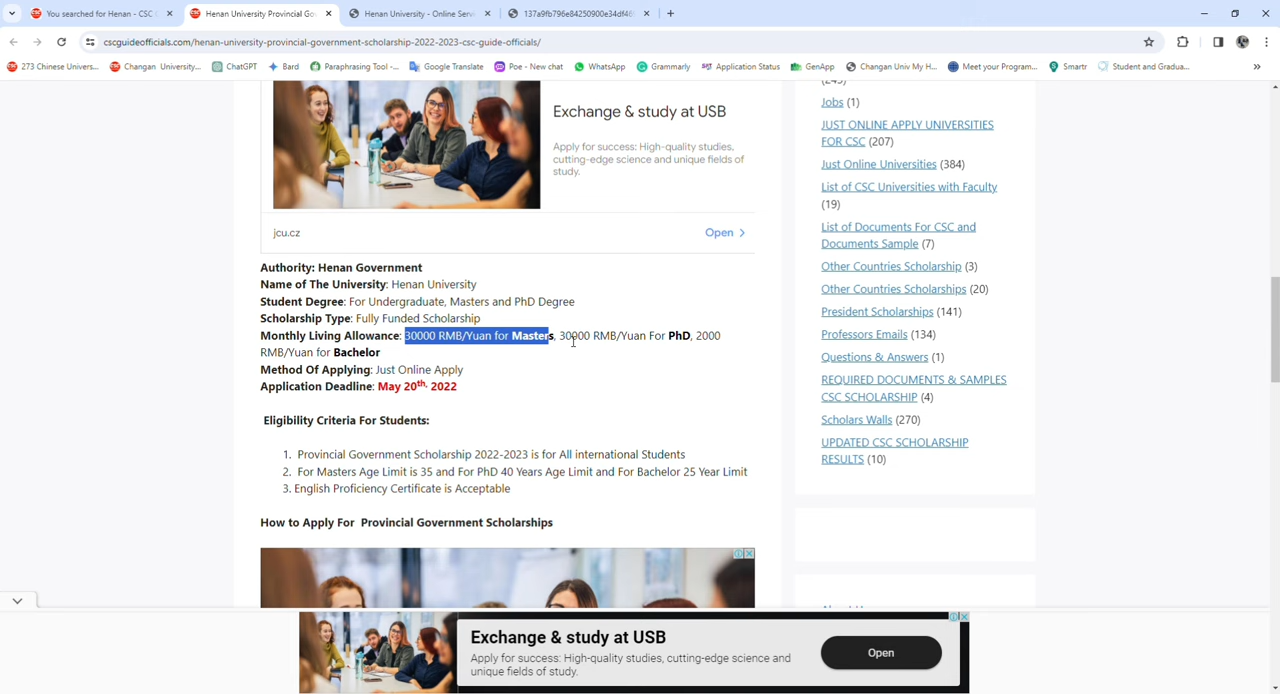 You searched for Henan - CSC
Henan University Provincial Go
Henan University - Online Serv
137a9fb796e84250900e34df46
cscguideofficials.com/henan-university-provincial-government-scholarship-2022-2023-csc-guide-officials/
273 Chinese Univers...
Changan University...
ChatGPT
Bard
Paraphrasing Tool -...
Google Translate
Poe - New chat
WhatsApp
Grammarly
Application Status
GenApp
Changan Univ My H...
Meet your Program...
Smartr
Student and Gradua...
Exchange & study at USB
Apply for success: High-quality studies,
cutting-edge science and unique fields of
study.
jcu.cz
Open
Authority: Henan Government
Name of The University: Henan University
Student Degree: For Undergraduate, Masters and PhD Degree
Scholarship Type: Fully Funded Scholarship
Monthly Living Allowance: 30000 RMB/Yuan for Masters, 30000 RMB/Yuan For PhD, 2000
RMB/Yuan for Bachelor
Method Of Applying: Just Online Apply
Application Deadline: May 20th, 2022
Eligibility Criteria For Students:
1. Provincial Government Scholarship 2022-2023 is for All international Students
2. For Masters Age Limit is 35 and For PhD 40 Years Age Limit and For Bachelor 25 Year Limit
3. English Proficiency Certificate is Acceptable
How to Apply For Provincial Government Scholarships
(243)
Jobs (1)
JUST ONLINE APPLY UNIVERSITIES
FOR CSC (207)
Just Online Universities (384)
List of CSC Universities with Faculty
(19)
List of Documents For CSC and
Documents Sample (7)
Other Countries Scholarship (3)
Other Countries Scholarships (20)
President Scholarships (141)
Professors Emails (134)
Questions & Answers (1)
REQUIRED DOCUMENTS & SAMPLES
CSC SCHOLARSHIP (4)
Scholars Walls (270)
UPDATED CSC SCHOLARSHIP
RESULTS (10)
Exchange & study at USB
Apply for success: High-quality studies, cutting-edge science and
unique fields of study.
Open